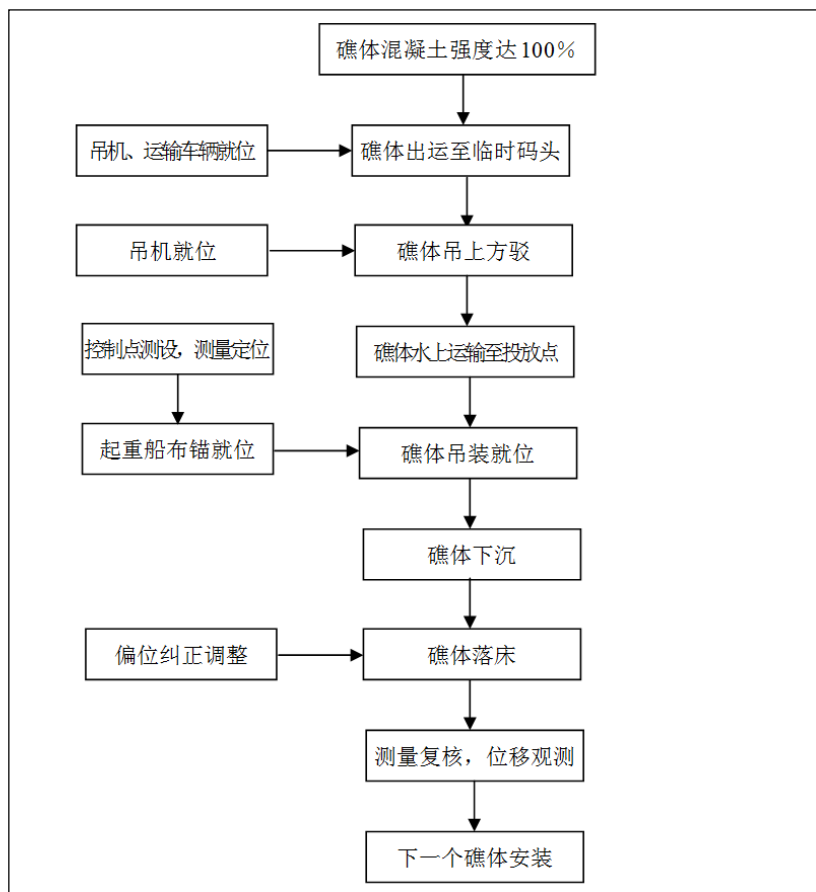 礁体混凝土强度达100%
吊机、运输车辆就位
礁体出运至临时码头
吊机就位
礁体吊上方驳
控制点测设，测量定位
礁体水上运输至投放点
起重船布锚就位
礁体吊装就位
礁体下沉
偏位纠正调整
礁体落床
测量复核，位移观测
下一个礁体安装